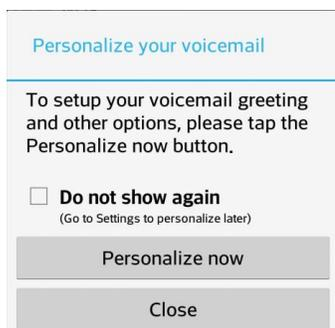 Personalize your voicemail
To setup your voicemail greeting
and other options, please tap the
Personalize now button.
Do not show again
(Go to Settings to personalize later)
Personalize now
Close